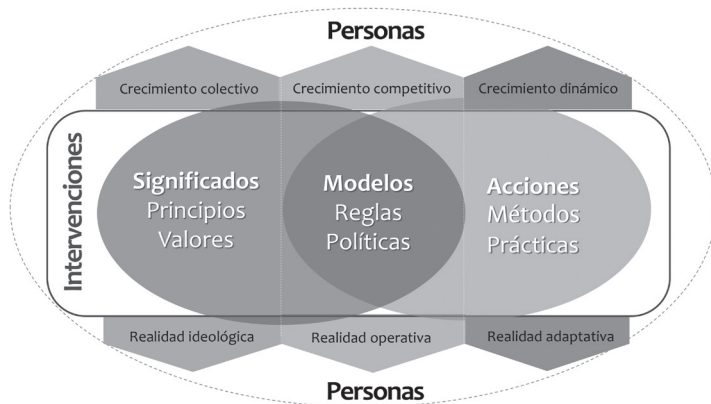 Personas
Crecimiento colectivo
Crecimiento competitivo
Crecimiento dinámico
Intervenciones
Significados
Principios
Valores
Modelos
Reglas
Políticas
Acciones
Métodos
Prácticas
Realidad ideológica
Realidad operativa
Realidad adaptativa
Personas